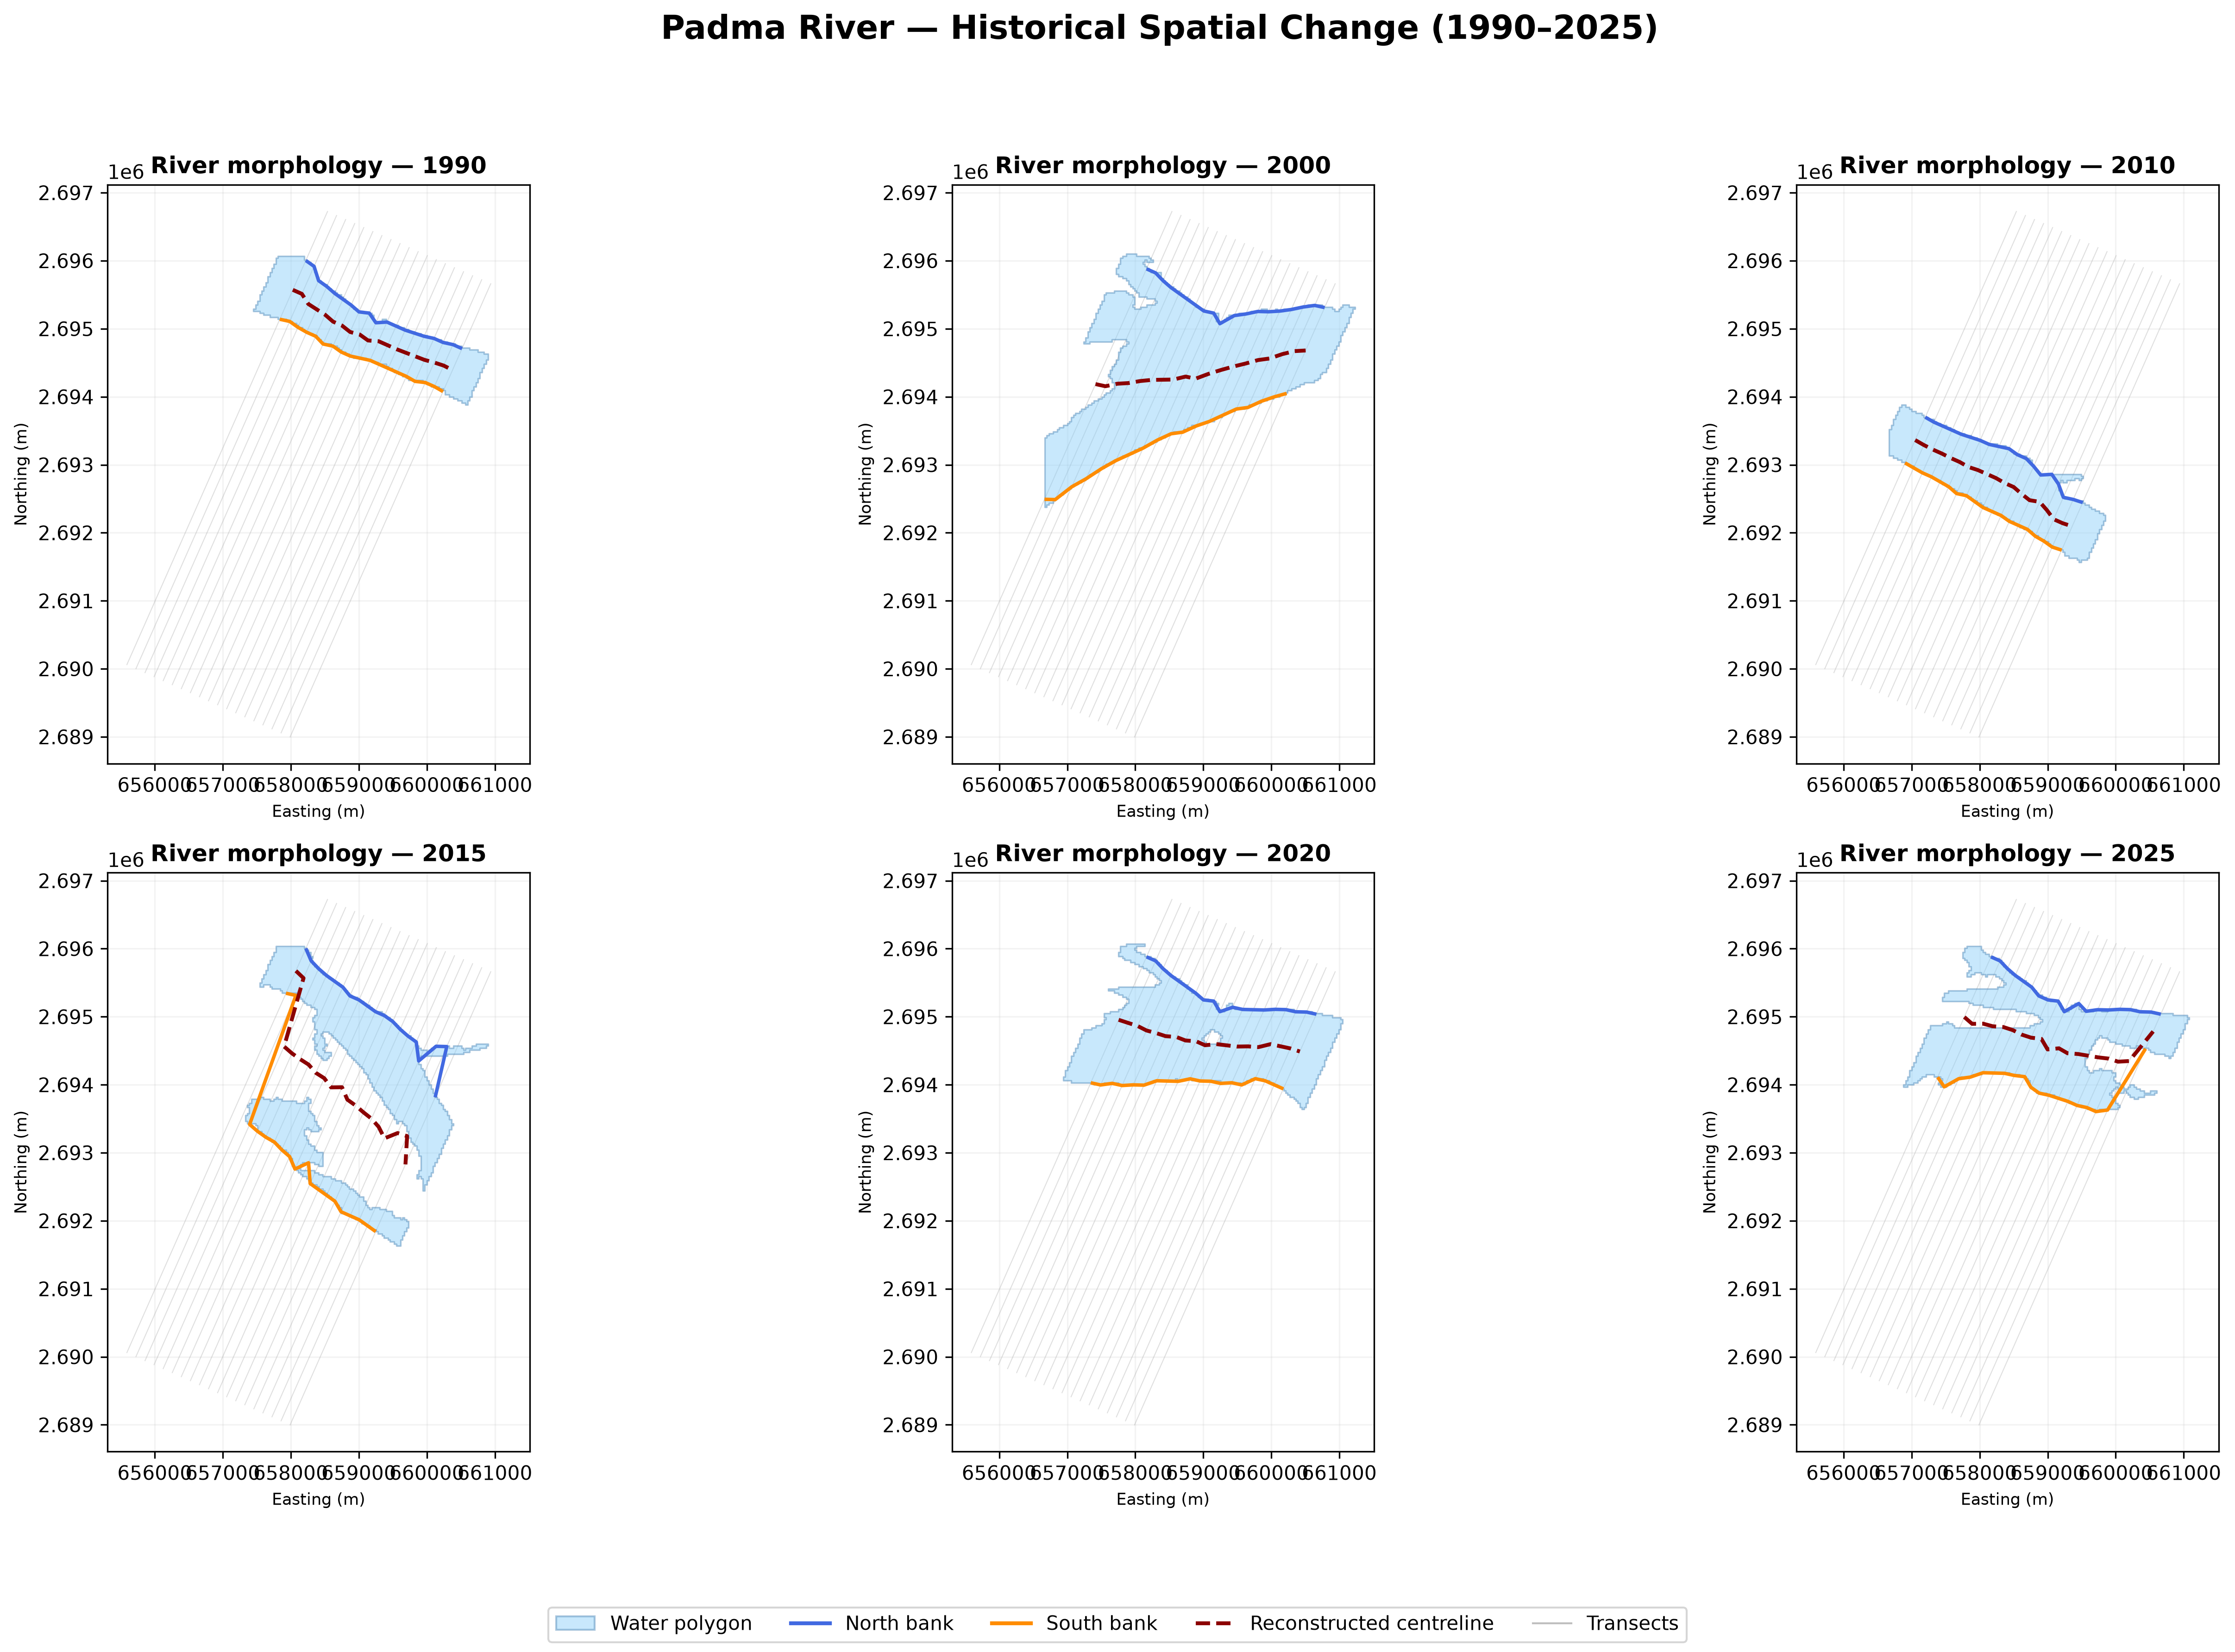 Padma River — Historical Spatial Change (1990–2025)
River morphology — 1990
1e6
2.697
2.696
2.695
2.694
2.693
2.692
2.691
2.690
2.689
Northing (m)
656000 657000 658000 659000 660000 661000
Easting (m)
River morphology — 2000
1e6
2.697
2.696
2.695
2.694
2.693
2.692
2.691
2.690
2.689
Northing (m)
656000 657000 658000 659000 660000 661000
Easting (m)
River morphology — 2010
1e6
2.697
2.696
2.695
2.694
2.693
2.692
2.691
2.690
2.689
Northing (m)
656000 657000 658000 659000 660000 661000
Easting (m)
River morphology — 2015
1e6
2.697
2.696
2.695
2.694
2.693
2.692
2.691
2.690
2.689
Northing (m)
656000 657000 658000 659000 660000 661000
Easting (m)
River morphology — 2020
1e6
2.697
2.696
2.695
2.694
2.693
2.692
2.691
2.690
2.689
Northing (m)
656000 657000 658000 659000 660000 661000
Easting (m)
River morphology — 2025
1e6
2.697
2.696
2.695
2.694
2.693
2.692
2.691
2.690
2.689
Northing (m)
656000 657000 658000 659000 660000 661000
Easting (m)
Water polygon North bank South bank Reconstructed centreline Transects